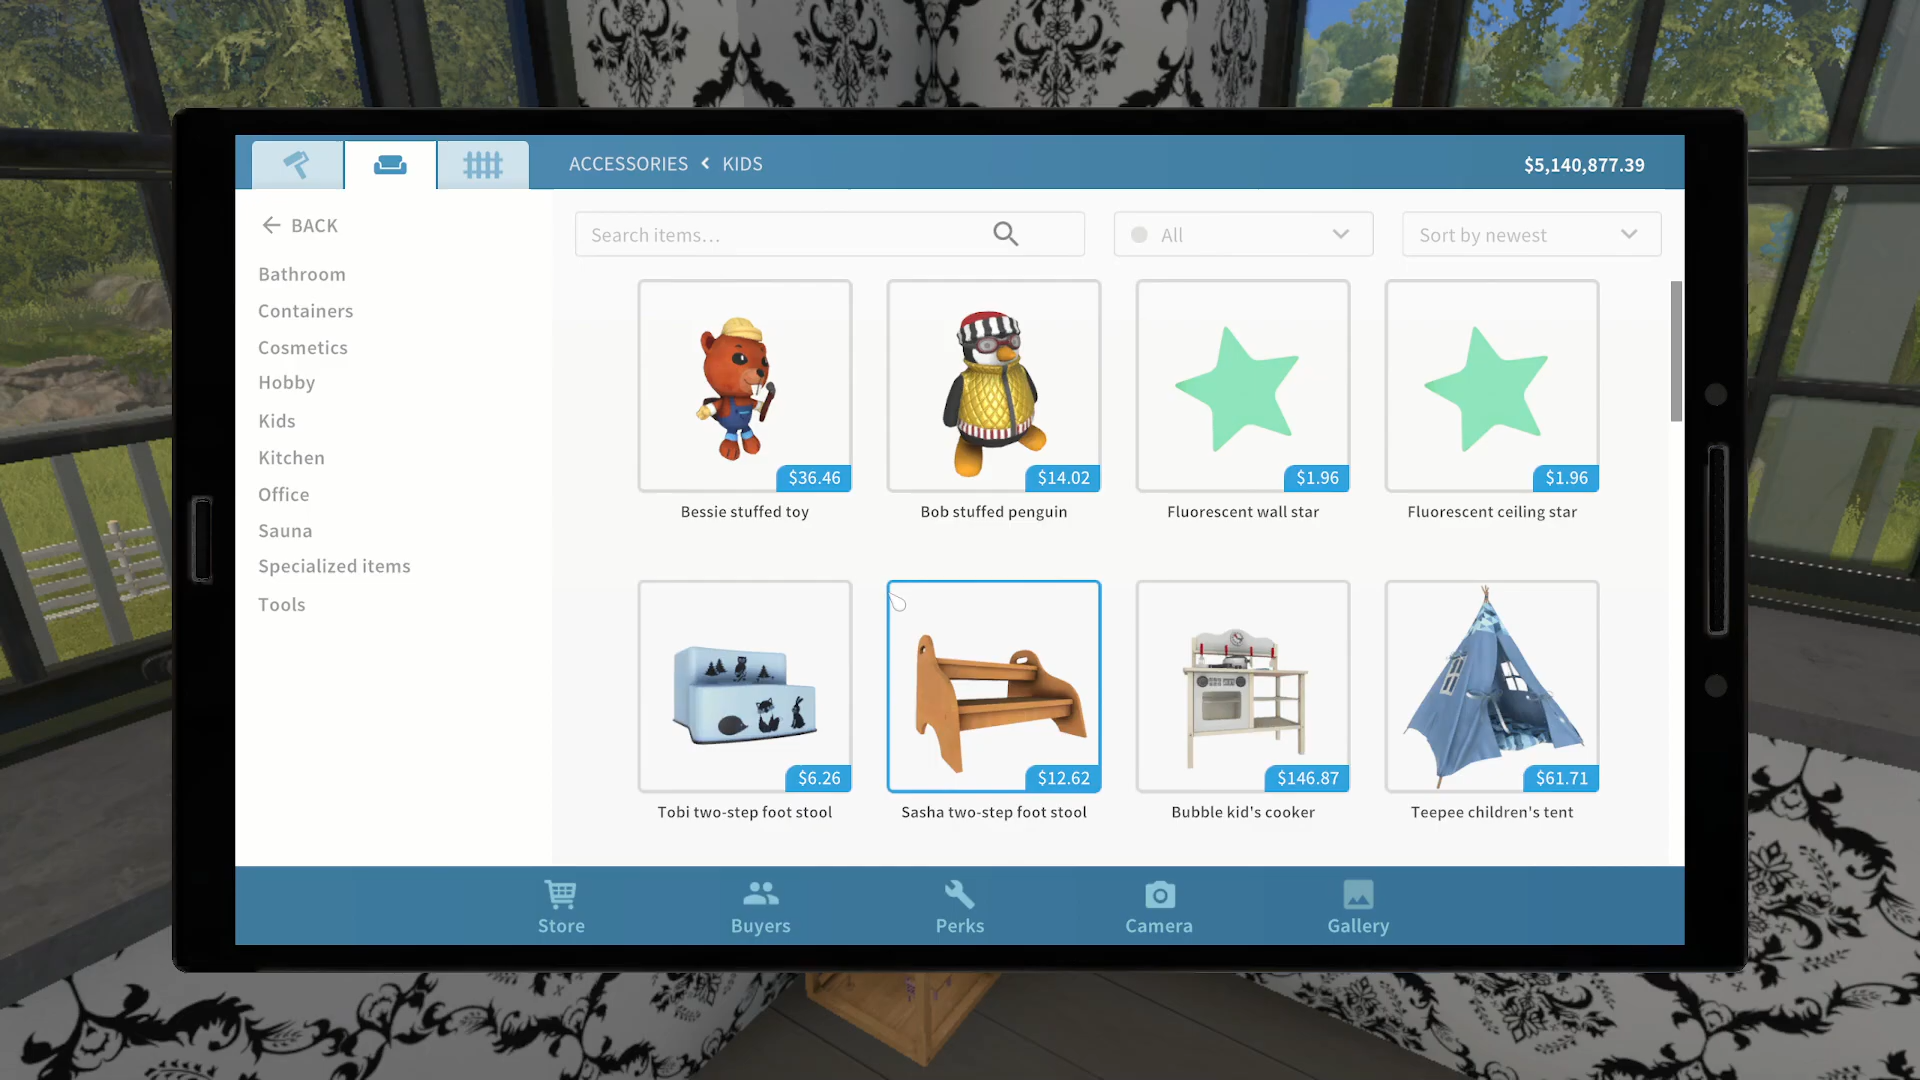 ACCESSORIES < KIDS
$5,140,877.39
BACK
Search items...
All
Sort by newest
Bathroom
Containers
Cosmetics
Hobby
Kids
Kitchen
Office
Sauna
Specialized items
Tools
$36.46
$14.02
$1.96
$1.96
Bessie stuffed toy
Bob stuffed penguin
Fluorescent wall star
Fluorescent ceiling star
$6.26
$12.62
$146.87
$61.71
Tobi two-step foot stool
Sasha two-step foot stool
Bubble kid's cooker
Teepee children's tent
Store
Buyers
Perks
Camera
Gallery